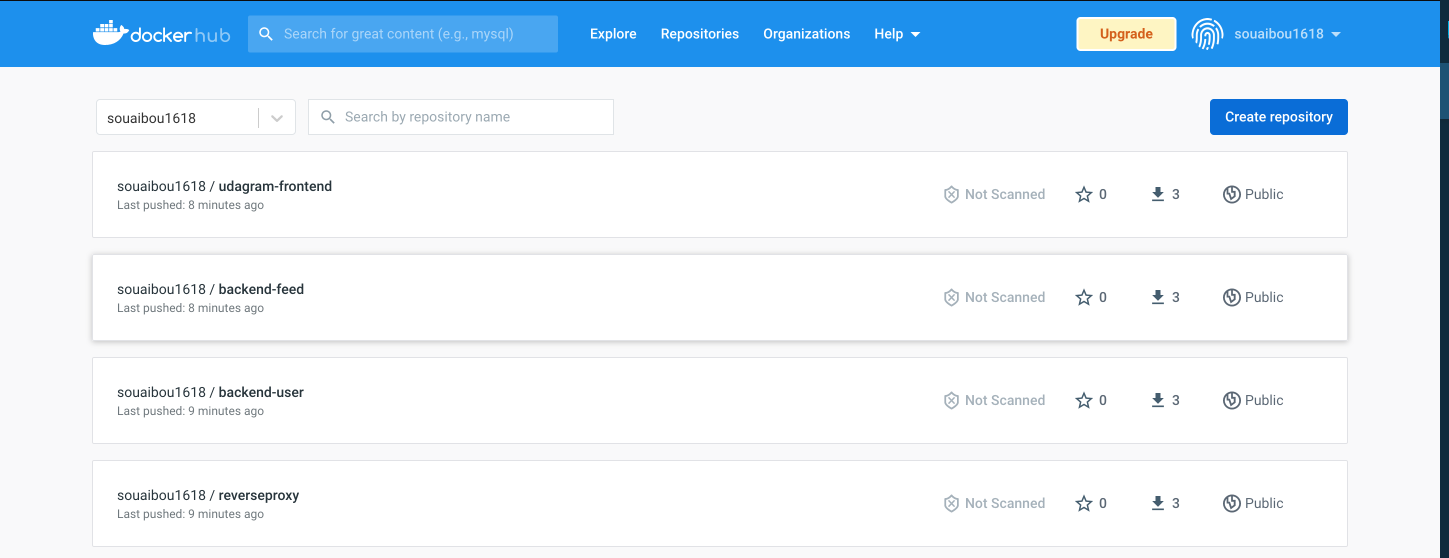 dockerhub Search for great content (e.g., mysql) Explore Repositories Organizations Help Upgrade souaibou1618
souaibou1618 Search by repository name Create repository
souaibou1618 / udagram-frontend Not Scanned 0 3 Public
Last pushed: 8 minutes ago
souaibou1618 / backend-feed Not Scanned 0 3 Public
Last pushed: 8 minutes ago
souaibou1618 / backend-user Not Scanned 0 3 Public
Last pushed: 9 minutes ago
souaibou1618 / reverseproxy Not Scanned 0 3 Public
Last pushed: 9 minutes ago